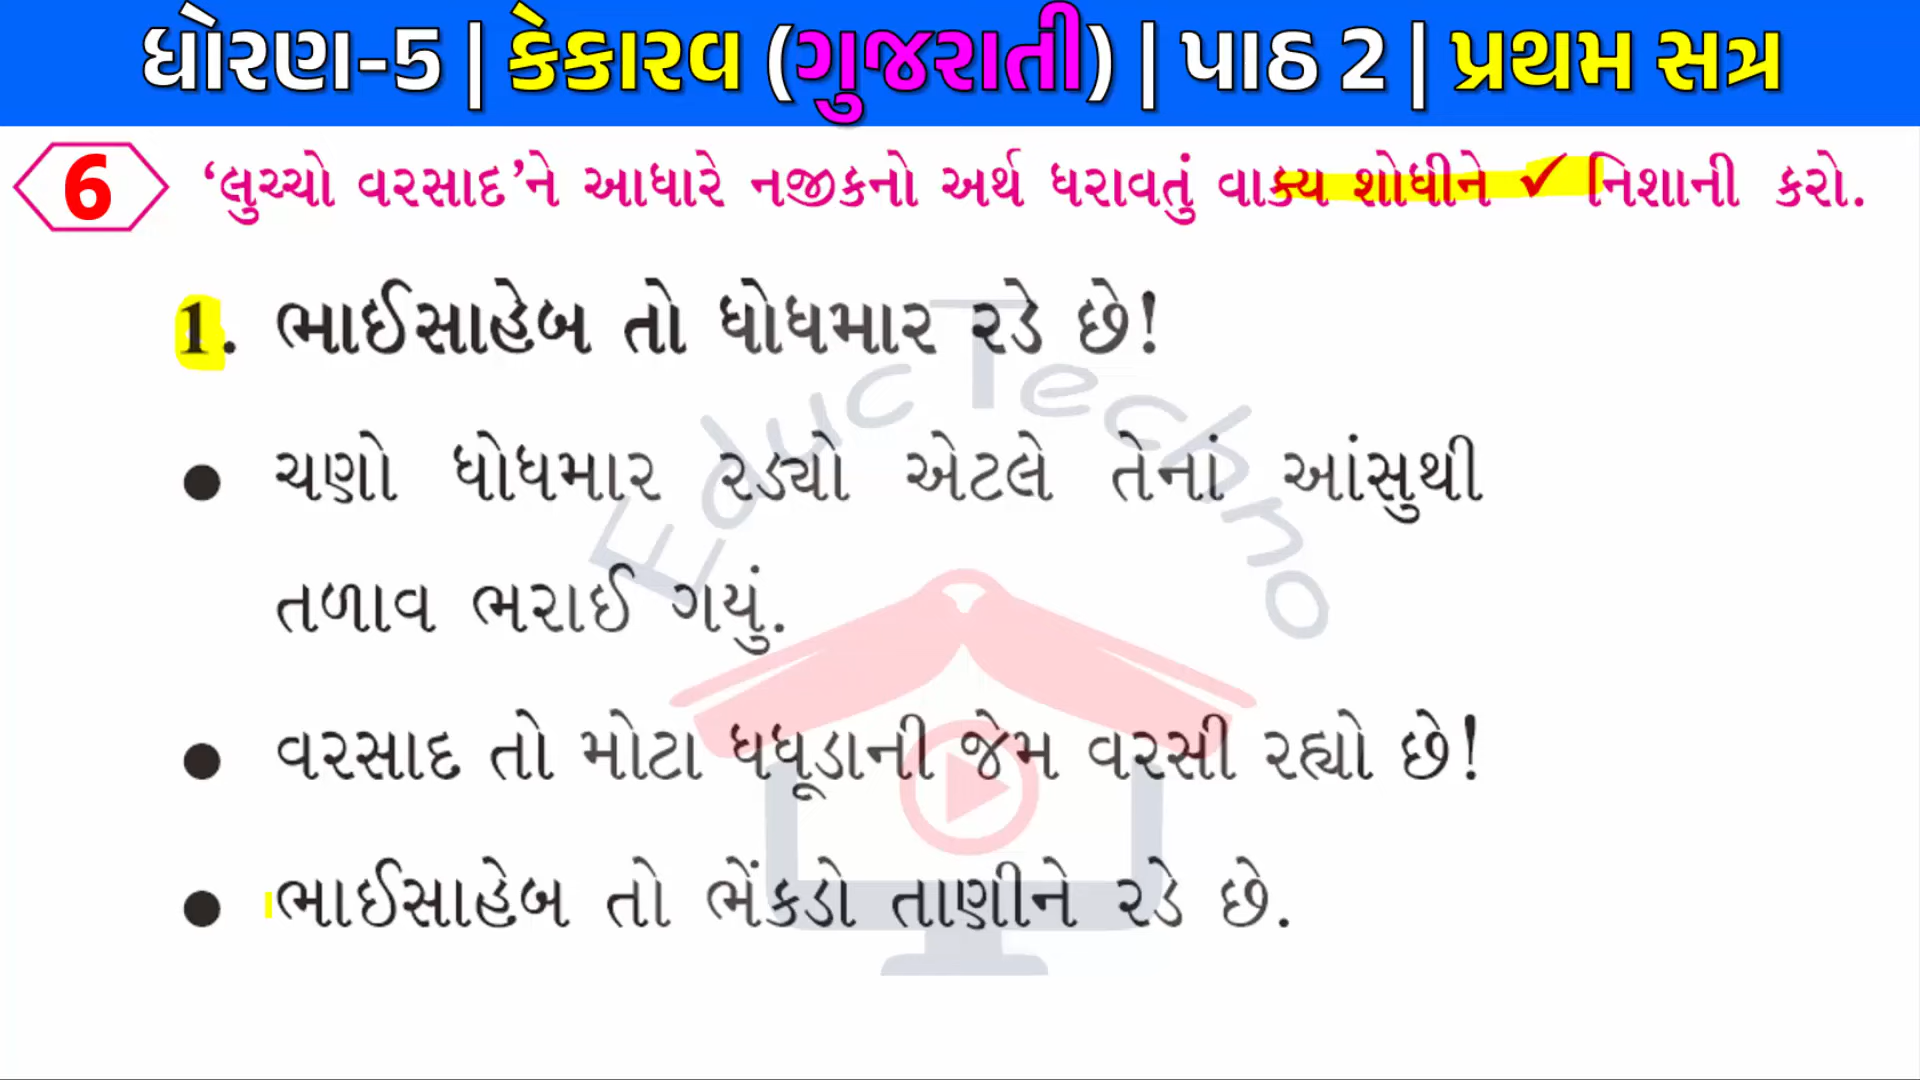 ધોરણ-5 | કેકારવ (ગુજરાતી) | પાઠ 2 | પ્રથમ સત્ર
6 ‘લુચ્ચો વરસાદ’ને આધારે નજીકનો અર્થ ધરાવતું વાક્ય શોધીને ✓ નિશાની કરો.
1. ભાઈસાહેબ તો ધોધમાર રડે છે!
● ચણો ધોધમાર રડ્યો એટલે તેનાં આંસુથી
તળાવ ભરાઈ ગયું.
● વરસાદ તો મોટા ધધૂડાની જેમ વરસી રહ્યો છે!
● ભાઈસાહેબ તો ભેંકડો તાણીને રડે છે.
EducTechno